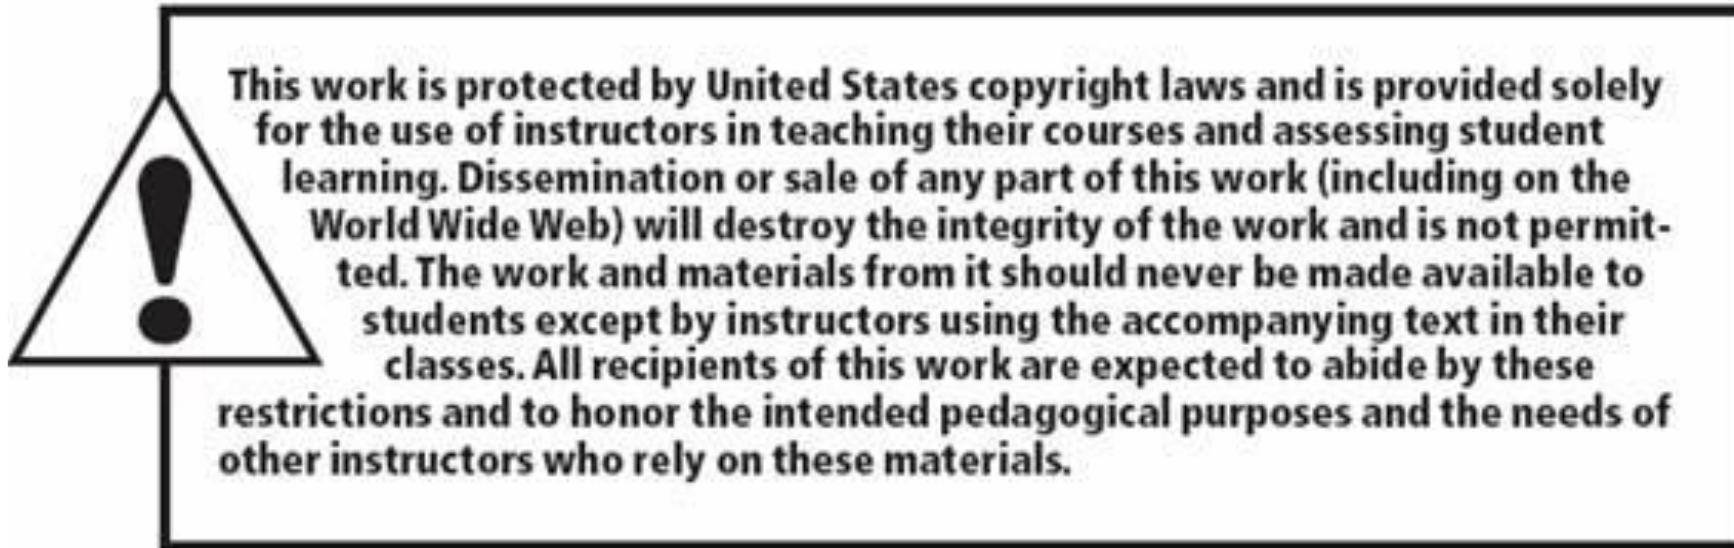 This work is protected by United States copyright laws and is provided solely
for the use of instructors in teaching their courses and assessing student
learning. Dissemination or sale of any part of this work (including on the
World Wide Web) will destroy the integrity of the work and is not permit-
ted. The work and materials from it should never be made available to
students except by instructors using the accompanying text in their
classes. All recipients of this work are expected to abide by these
restrictions and to honor the intended pedagogical purposes and the needs of
other instructors who rely on these materials.